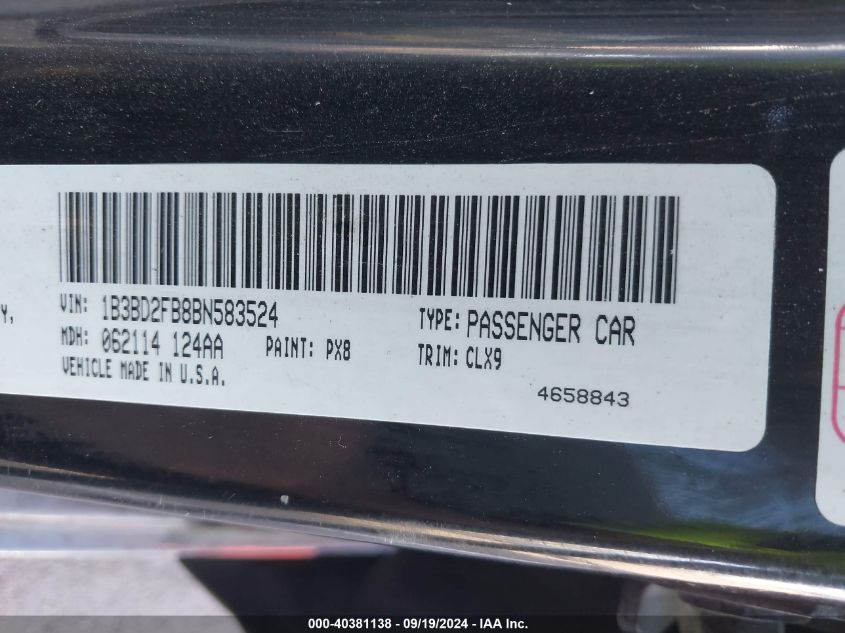 Y,
VIN: 1B3BD2FB8BN583524 TYPE: PASSENGER CAR
MDH: 062114 124AA PAINT: PX8 TRIM: CLX9
VEHICLE MADE IN U.S.A.
4658843
000-40381138 - 09/19/2024 - IAA Inc.